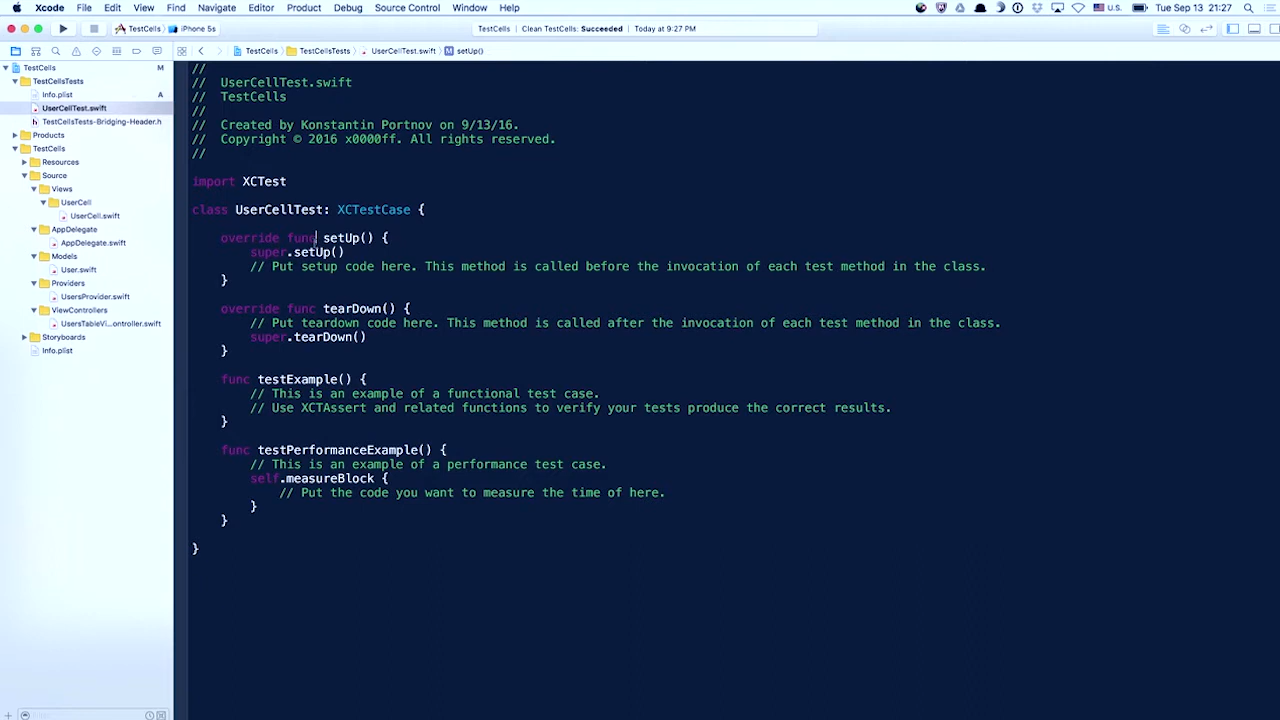 Xcode File Edit View Find Navigate Editor Product Debug Source Control Window Help
U.S. Tue Sep 13 21:27
TestCells iPhone 5s
TestCells Clean TestCells: Succeeded Today at 9:27 PM
TestCells TestCellsTests UserCellTest.swift M setUp()
TestCells M
TestCellsTests
Info.plist A
UserCellTest.swift
TestCellsTests-Bridging-Header.h
Products
TestCells
Resources
Source
Views
UserCell
UserCell.swift
AppDelegate
AppDelegate.swift
Models
User.swift
Providers
UsersProvider.swift
ViewControllers
UsersTableVi...ontroller.swift
Storyboards
Info.plist
//
// UserCellTest.swift
// TestCells
//
// Created by Konstantin Portnov on 9/13/16.
// Copyright © 2016 x0000ff. All rights reserved.
//
import XCTest
class UserCellTest: XCTestCase {
override func setUp() {
super.setUp()
// Put setup code here. This method is called before the invocation of each test method in the class.
}
override func tearDown() {
// Put teardown code here. This method is called after the invocation of each test method in the class.
super.tearDown()
}
func testExample() {
// This is an example of a functional test case.
// Use XCTAssert and related functions to verify your tests produce the correct results.
}
func testPerformanceExample() {
// This is an example of a performance test case.
self.measureBlock {
// Put the code you want to measure the time of here.
}
}
}